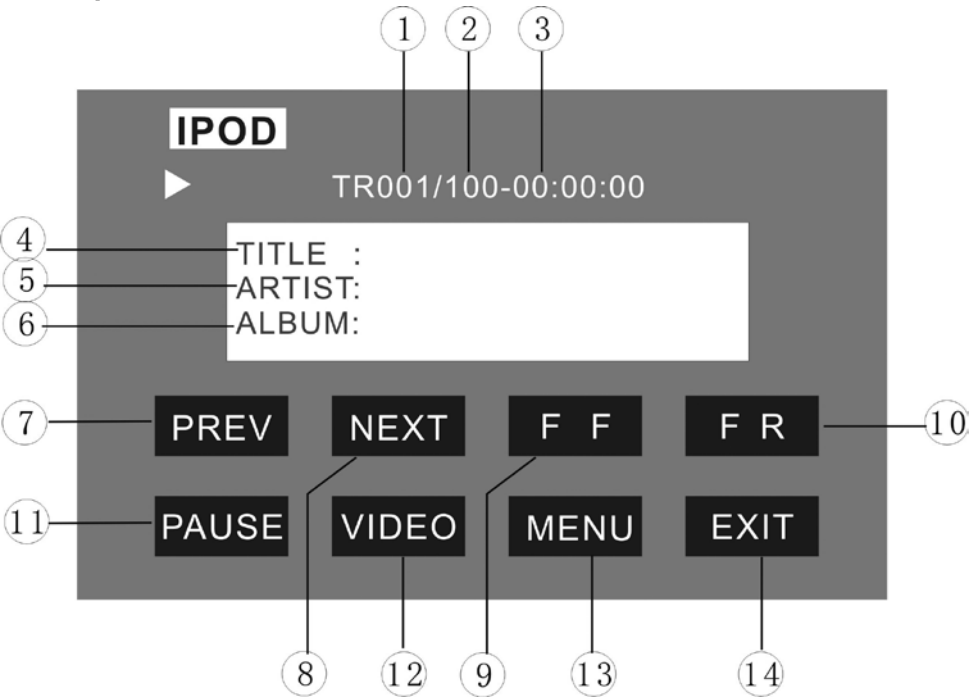 ① ② ③
IPOD
TR001/100-00:00:00
④ TITLE :
⑤ ARTIST:
⑥ ALBUM:
⑦ PREV NEXT F F F R ⑩
⑪ PAUSE VIDEO MENU EXIT
⑧ ⑫ ⑨ ⑬ ⑭